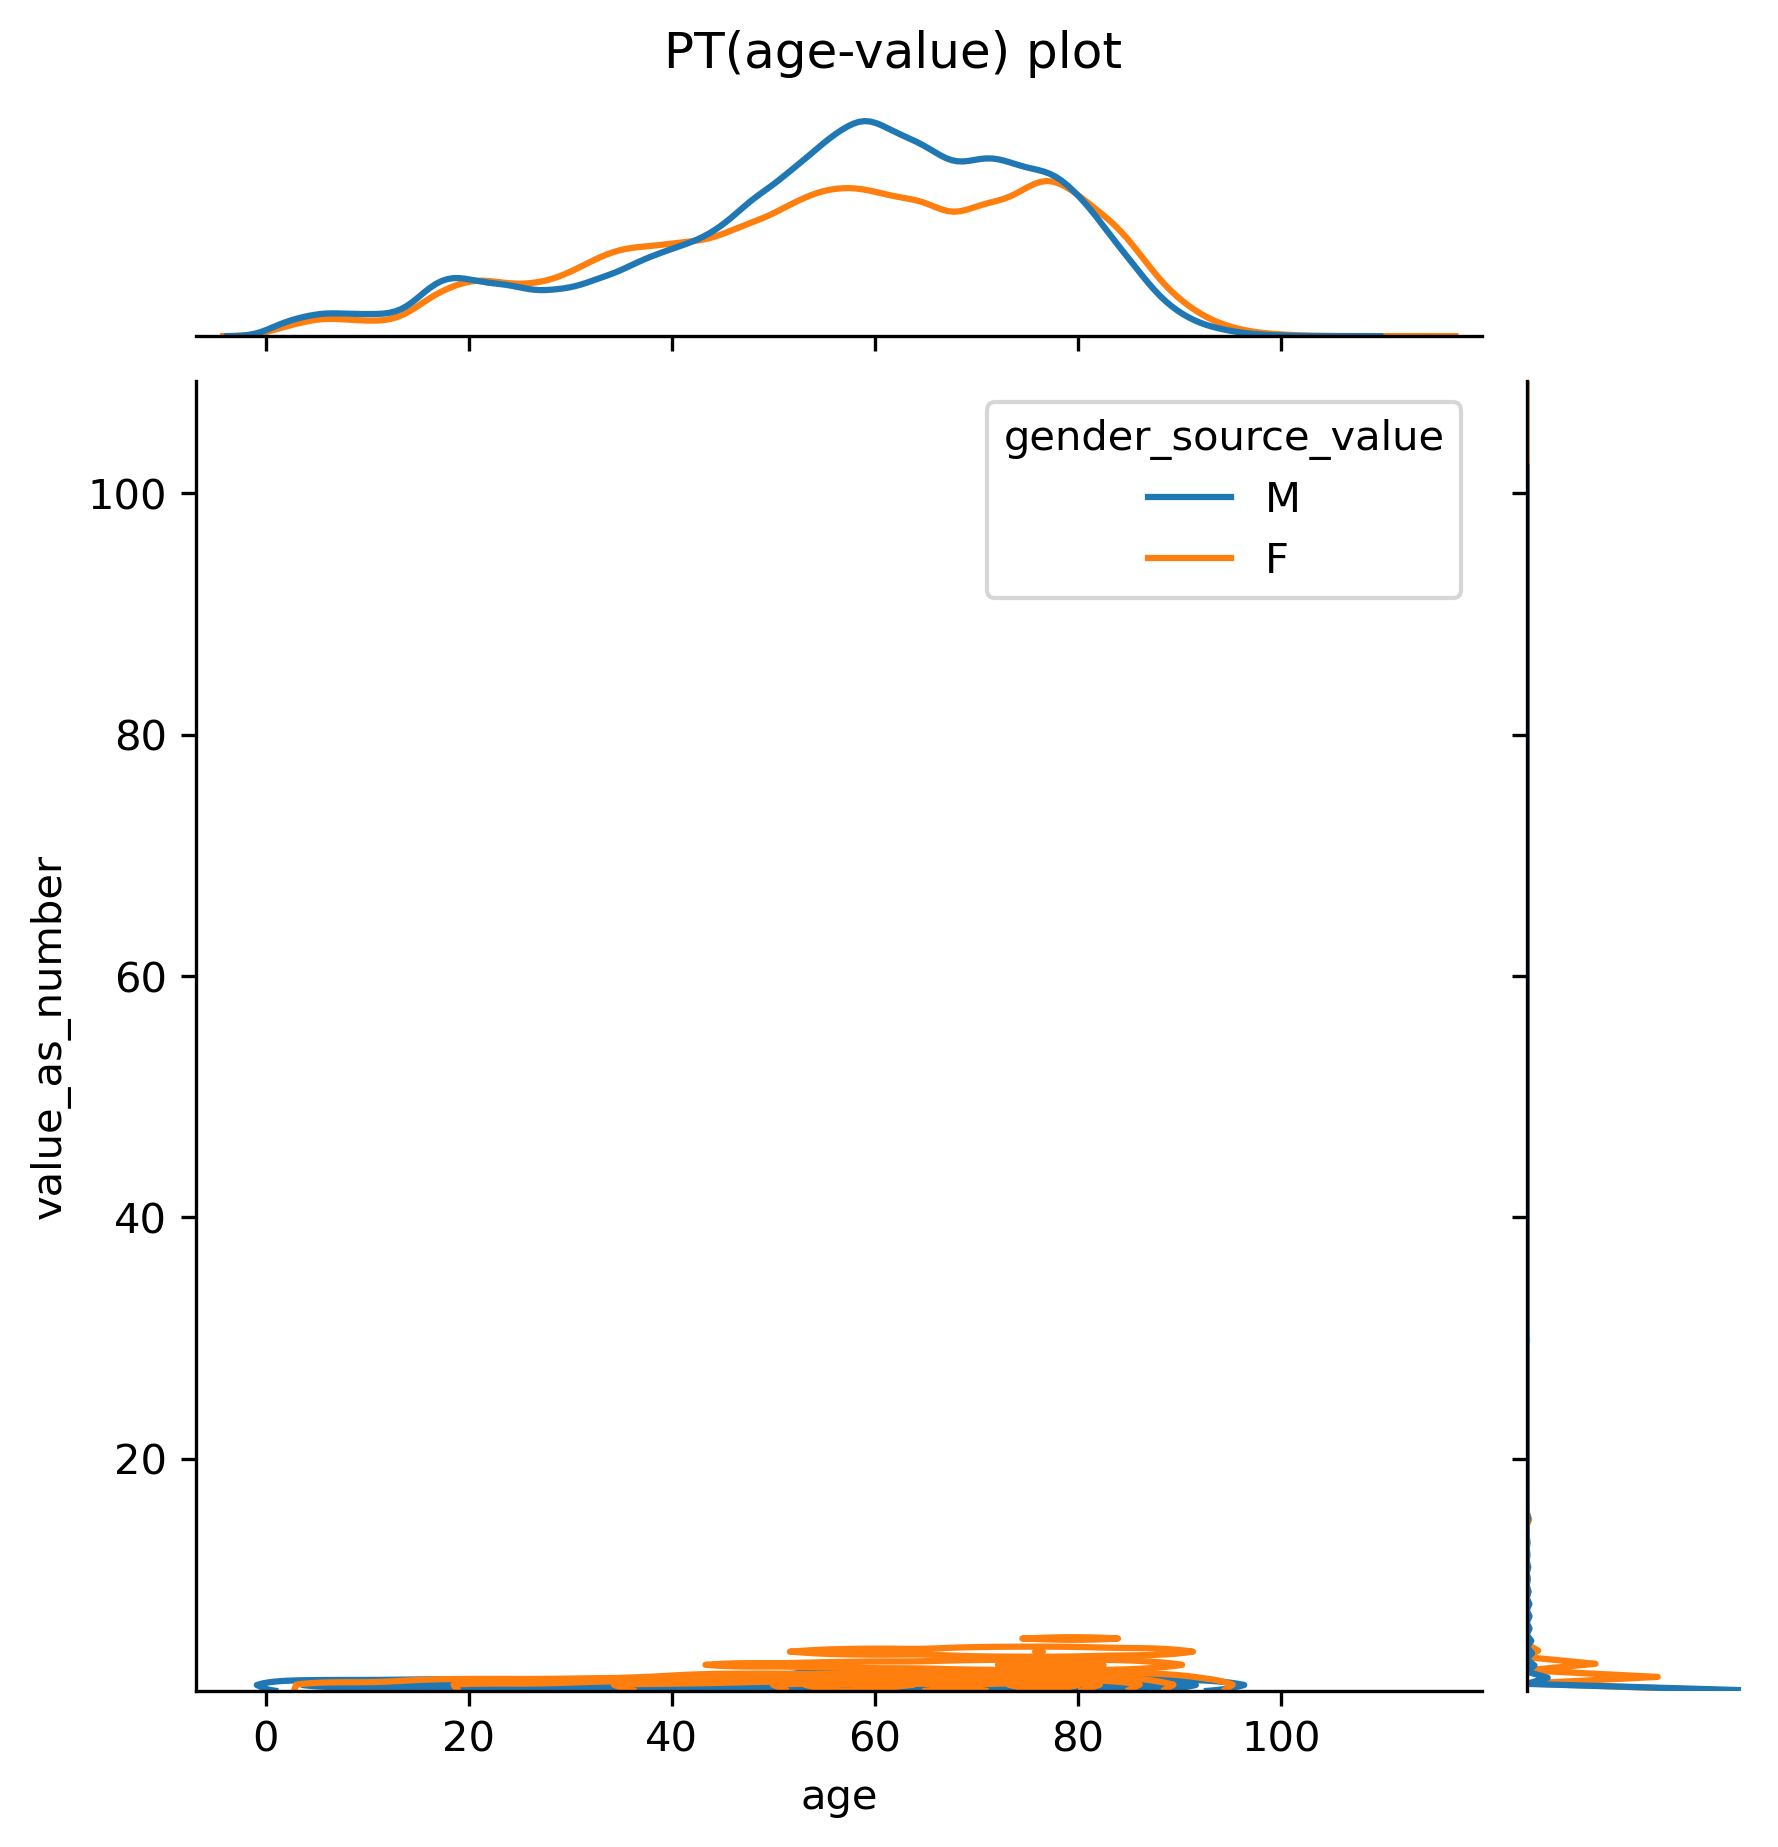 PT(age-value) plot
gender_source_value
M
F
100
80
60
40
20
value_as_number
0 20 40 60 80 100
age